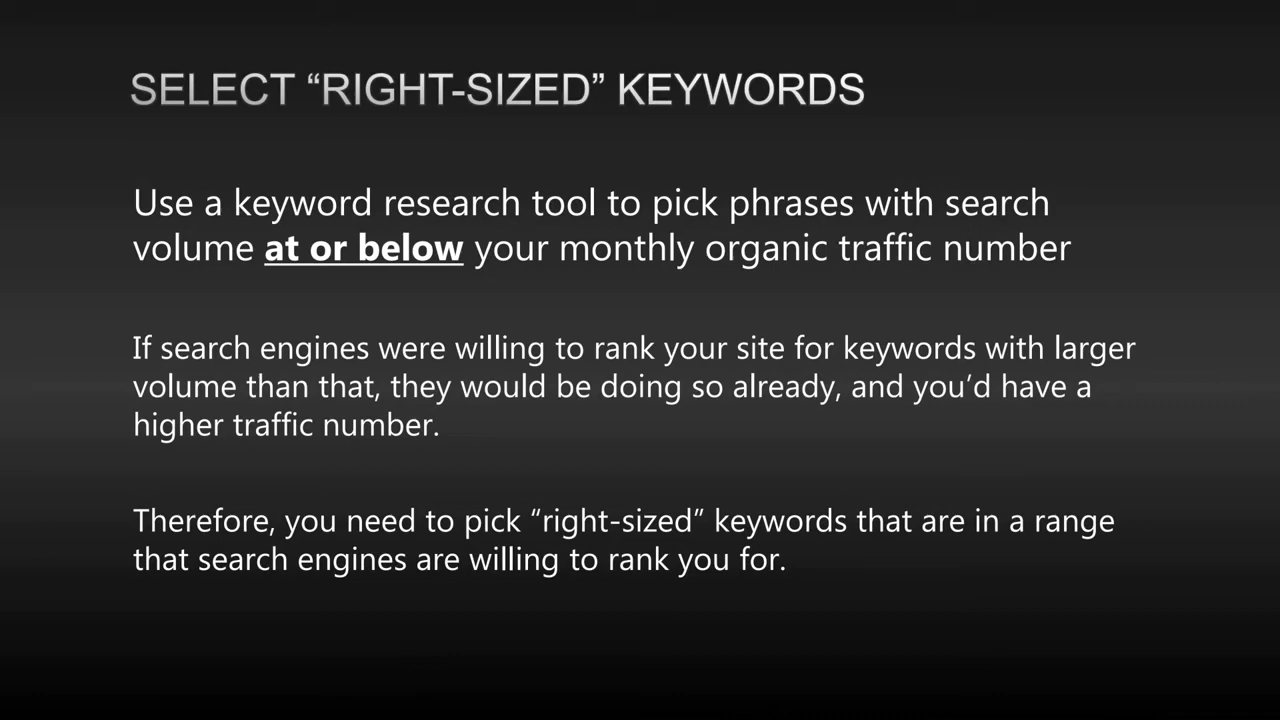 SELECT “RIGHT-SIZED” KEYWORDS
Use a keyword research tool to pick phrases with search
volume at or below your monthly organic traffic number
If search engines were willing to rank your site for keywords with larger
volume than that, they would be doing so already, and you’d have a
higher traffic number.
Therefore, you need to pick “right-sized” keywords that are in a range
that search engines are willing to rank you for.